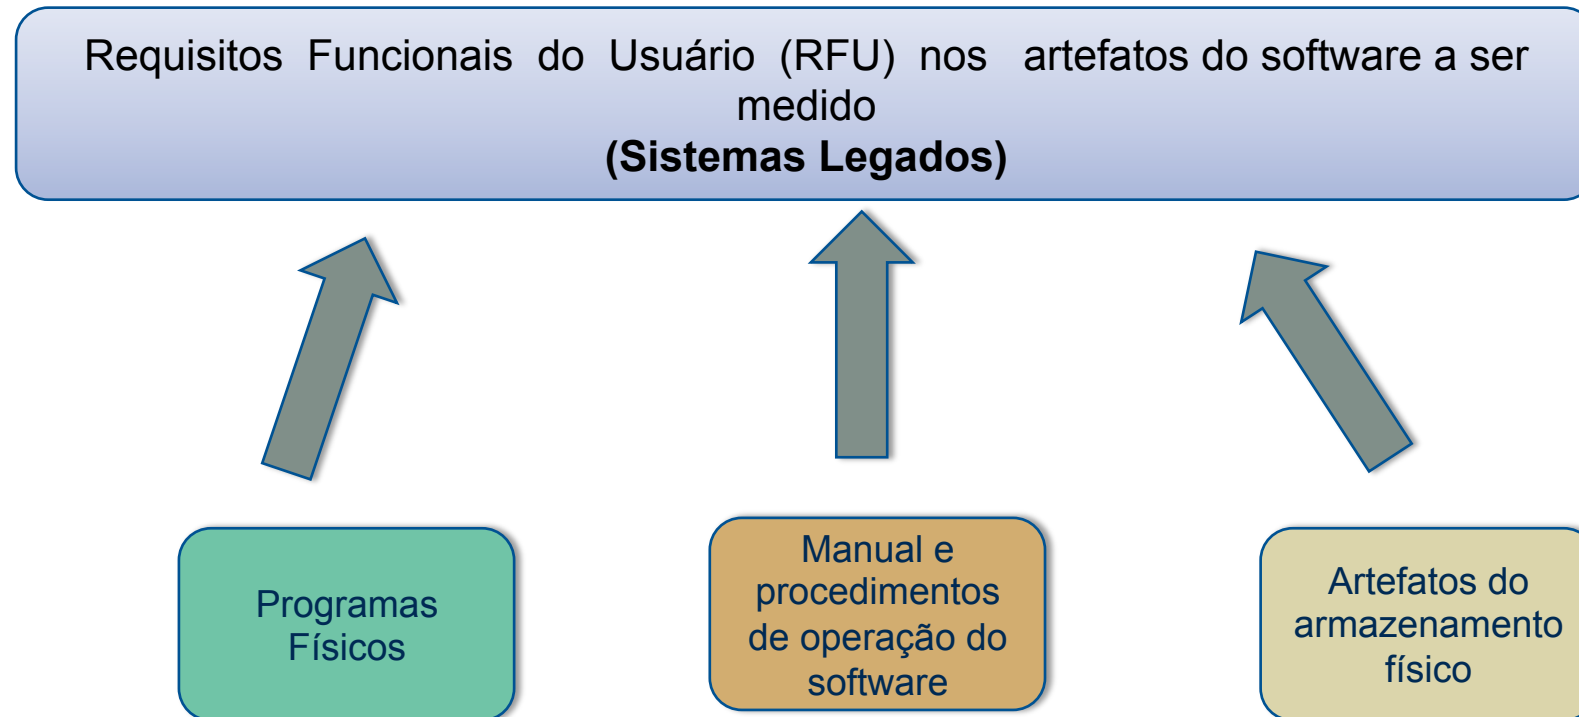 Requisitos Funcionais do Usuário (RFU) nos artefatos do software a ser
medido
(Sistemas Legados)
Programas
Físicos
Manual e
procedimentos
de operação do
software
Artefatos do
armazenamento
físico